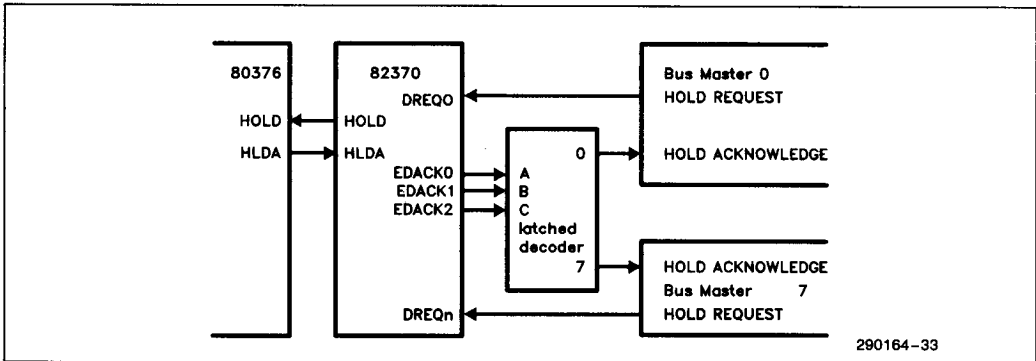 80376
HOLD
HLDA
82370
DREQ0
HOLD
HLDA
EDACK0
EDACK1
EDACK2
DREQn
0
A
B
C
latched
decoder
7
Bus Master 0
HOLD REQUEST
HOLD ACKNOWLEDGE
HOLD ACKNOWLEDGE
Bus Master 7
HOLD REQUEST
290164-33